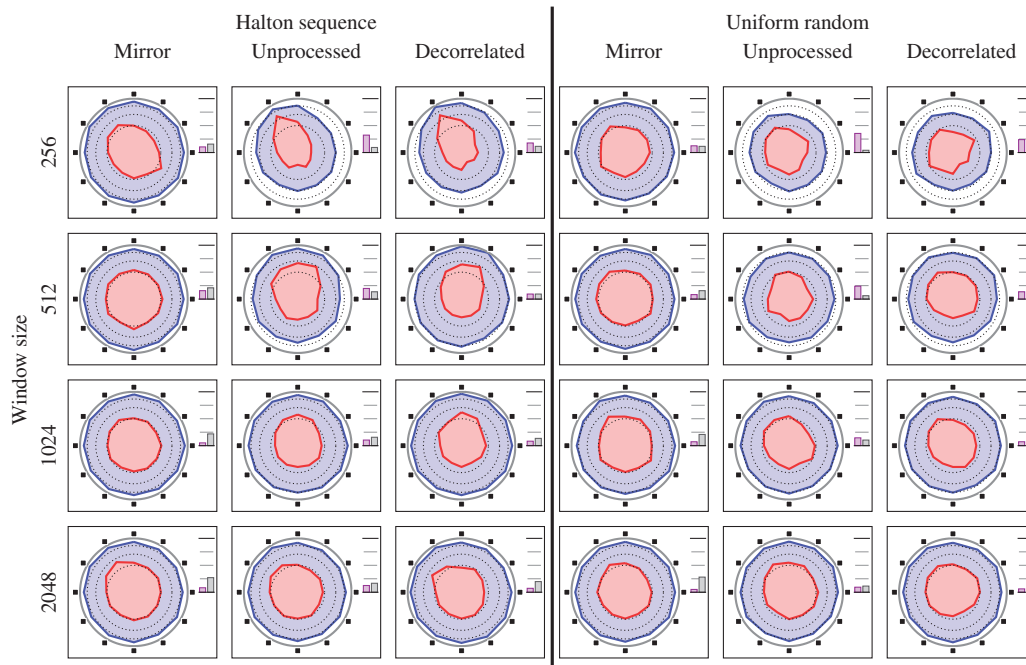 Halton sequence
Uniform random
Mirror
Unprocessed
Decorrelated
Mirror
Unprocessed
Decorrelated
Window size
256
512
1024
2048